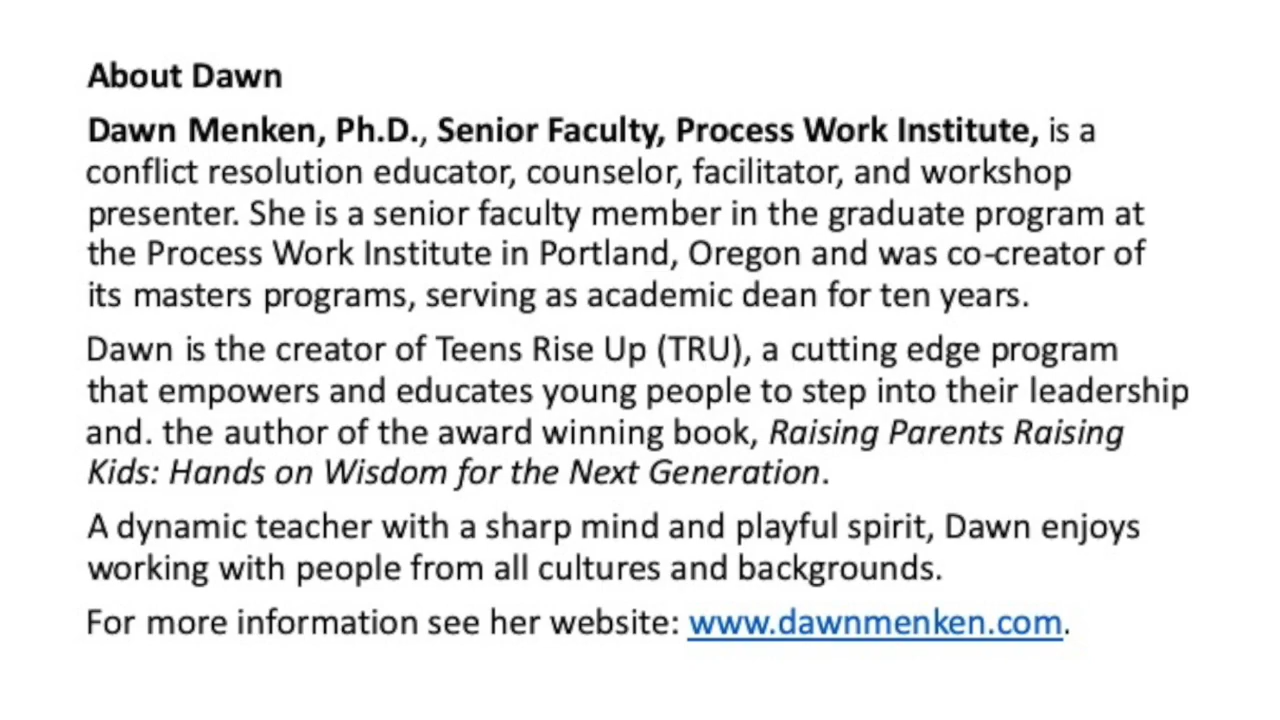 About Dawn
Dawn Menken, Ph.D., Senior Faculty, Process Work Institute, is a
conflict resolution educator, counselor, facilitator, and workshop
presenter. She is a senior faculty member in the graduate program at
the Process Work Institute in Portland, Oregon and was co-creator of
its masters programs, serving as academic dean for ten years.
Dawn is the creator of Teens Rise Up (TRU), a cutting edge program
that empowers and educates young people to step into their leadership
and. the author of the award winning book, Raising Parents Raising
Kids: Hands on Wisdom for the Next Generation.
A dynamic teacher with a sharp mind and playful spirit, Dawn enjoys
working with people from all cultures and backgrounds.
For more information see her website: www.dawnmenken.com.